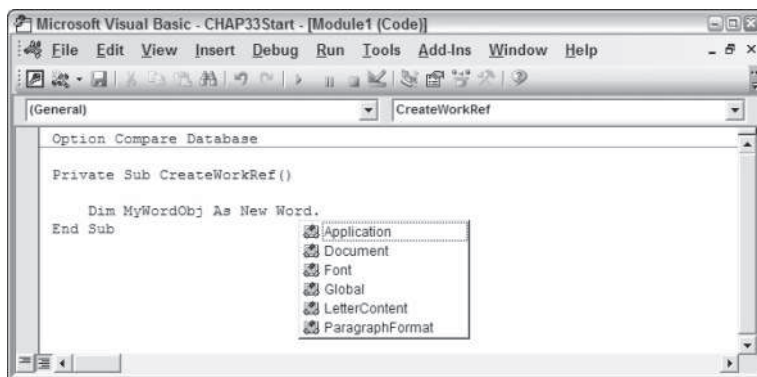 Microsoft Visual Basic - CHAP33Start - [Module1 (Code)]
File Edit View Insert Debug Run Tools Add-Ins Window Help
(General) CreateWorkRef
Option Compare Database
Private Sub CreateWorkRef()
Dim MyWordObj As New Word.
End Sub
Application
Document
Font
Global
LetterContent
ParagraphFormat